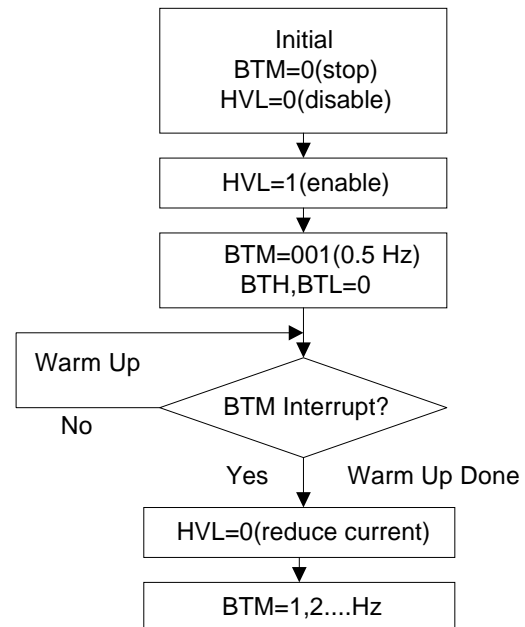 Initial
BTM=0(stop)
HVL=0(disable)
HVL=1(enable)
BTM=001(0.5 Hz)
BTH,BTL=0
Warm Up
BTM Interrupt?
No
Yes
Warm Up Done
HVL=0(reduce current)
BTM=1,2....Hz